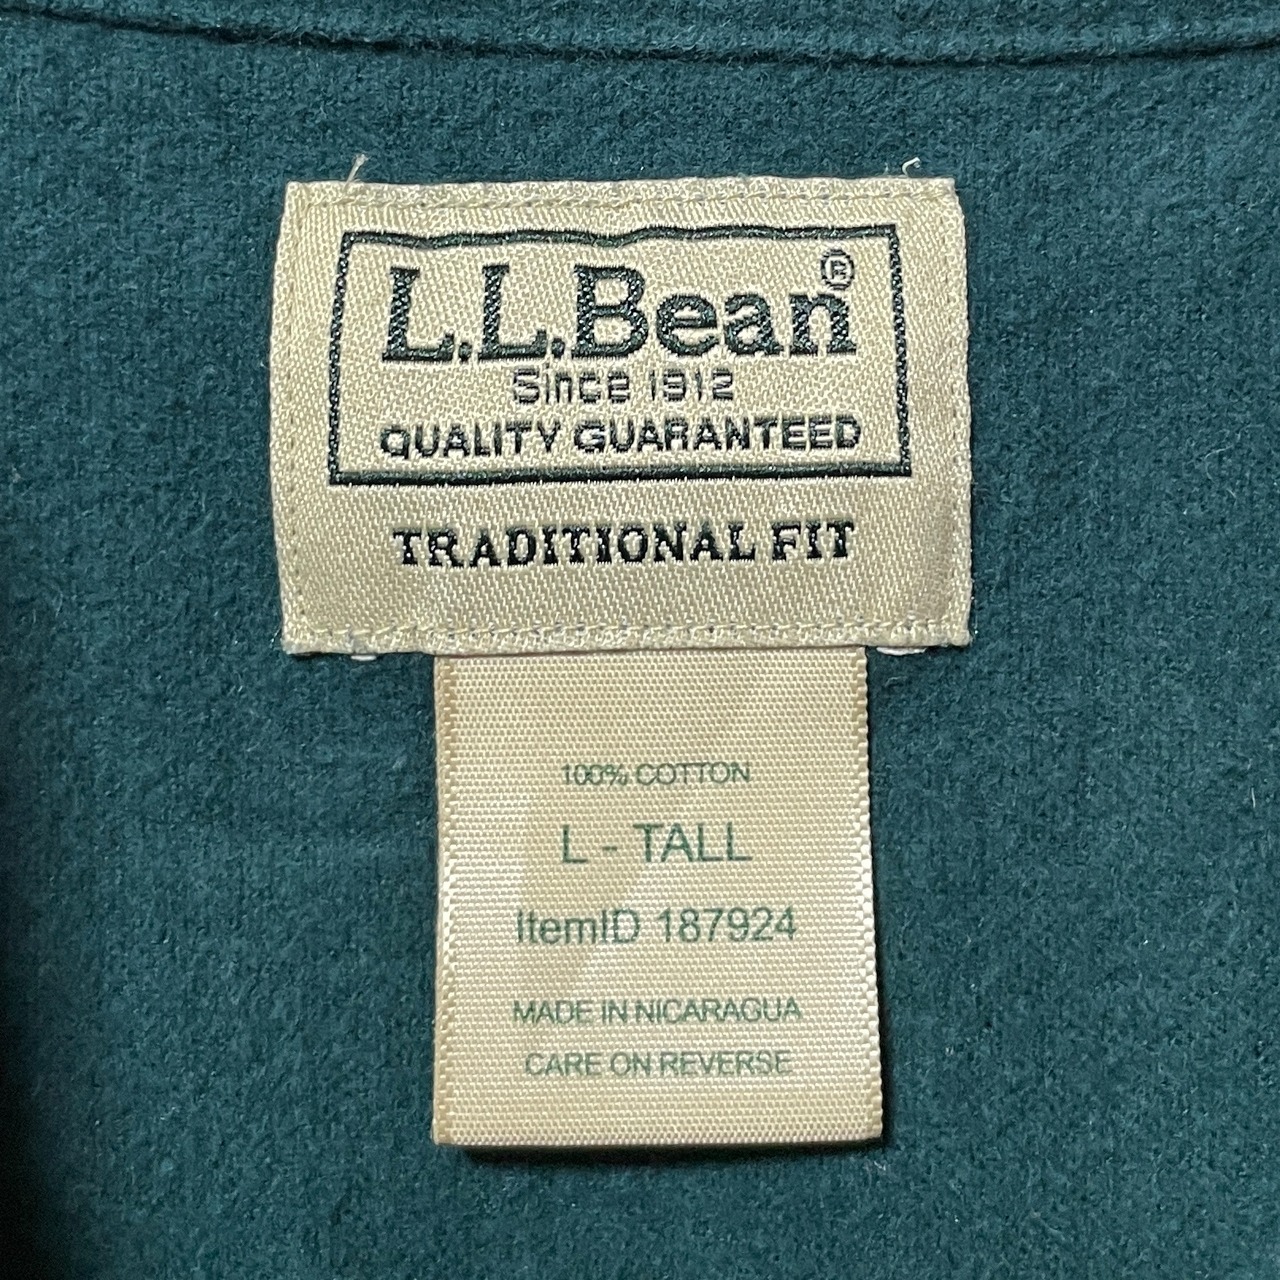 L.L.Bean®
Since 1912
QUALITY GUARANTEED
TRADITIONAL FIT
100% COTTON
L - TALL
ItemID 187924
MADE IN NICARAGUA
CARE ON REVERSE